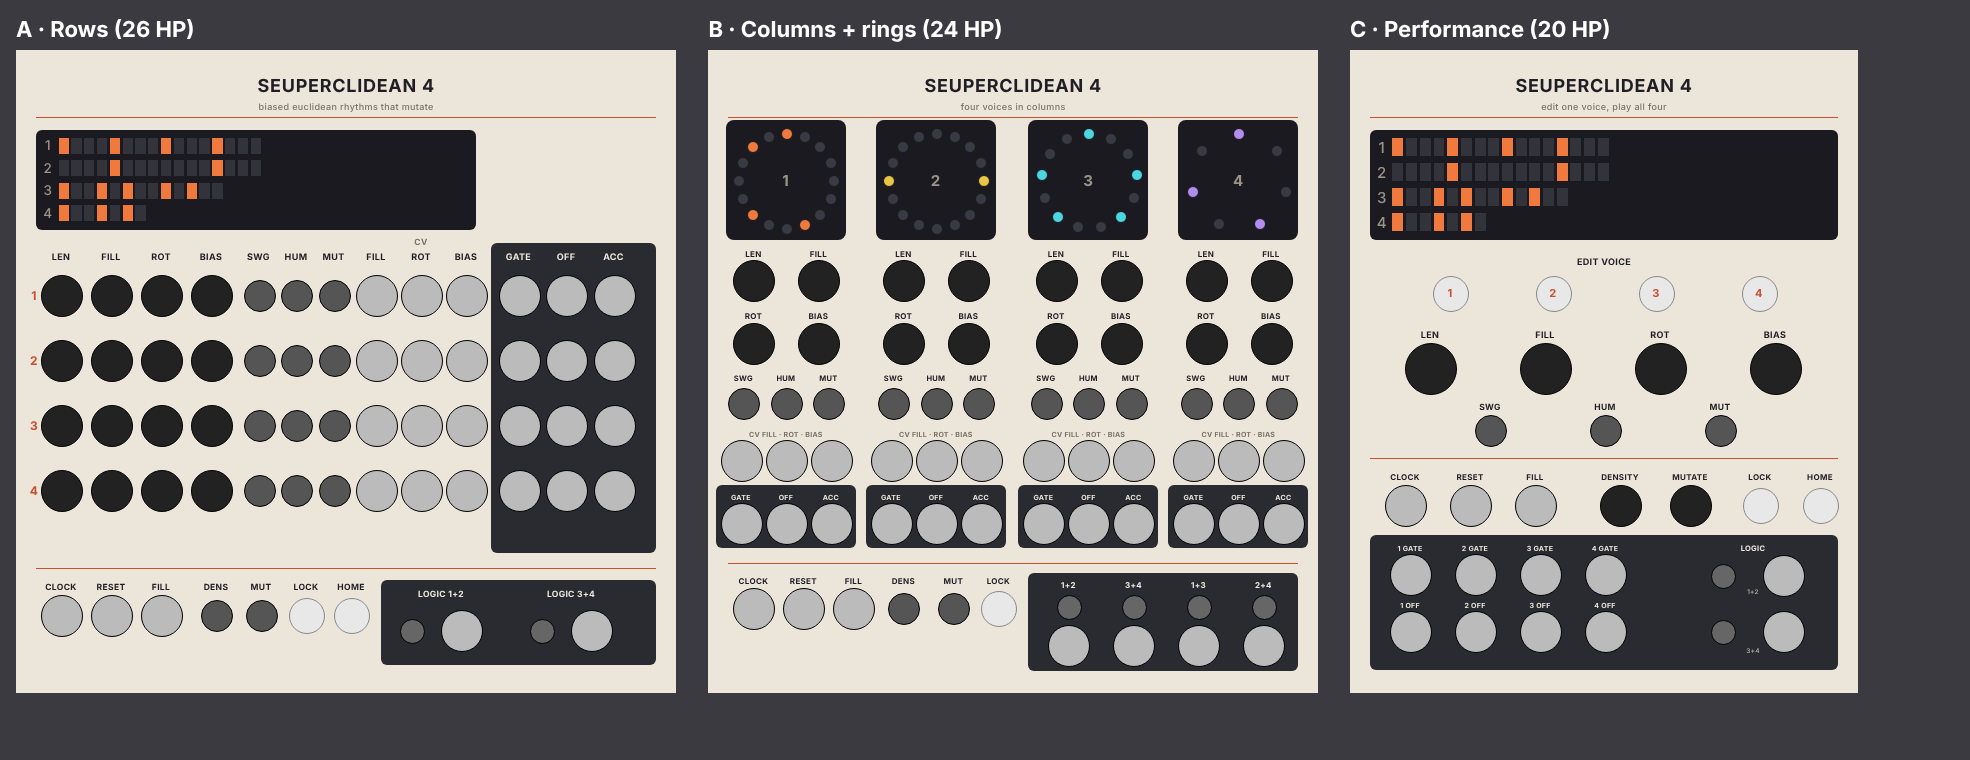 A · Rows (26 HP)
SEUPERCLIDEAN 4
biased euclidean rhythms that mutate
1
2
3
4
CV
LEN FILL ROT BIAS SWG HUM MUT FILL ROT BIAS GATE OFF ACC
1
2
3
4
CLOCK RESET FILL DENS MUT LOCK HOME
LOGIC 1+2 LOGIC 3+4
B · Columns + rings (24 HP)
SEUPERCLIDEAN 4
four voices in columns
1 2 3 4
LEN FILL LEN FILL LEN FILL LEN FILL
ROT BIAS ROT BIAS ROT BIAS ROT BIAS
SWG HUM MUT SWG HUM MUT SWG HUM MUT SWG HUM MUT
CV FILL · ROT · BIAS CV FILL · ROT · BIAS CV FILL · ROT · BIAS CV FILL · ROT · BIAS
GATE OFF ACC GATE OFF ACC GATE OFF ACC GATE OFF ACC
CLOCK RESET FILL DENS MUT LOCK
1+2 3+4 1+3 2+4
C · Performance (20 HP)
SEUPERCLIDEAN 4
edit one voice, play all four
1
2
3
4
EDIT VOICE
1 2 3 4
LEN FILL ROT BIAS
SWG HUM MUT
CLOCK RESET FILL DENSITY MUTATE LOCK HOME
1 GATE 2 GATE 3 GATE 4 GATE LOGIC
1+2
1 OFF 2 OFF 3 OFF 4 OFF
3+4